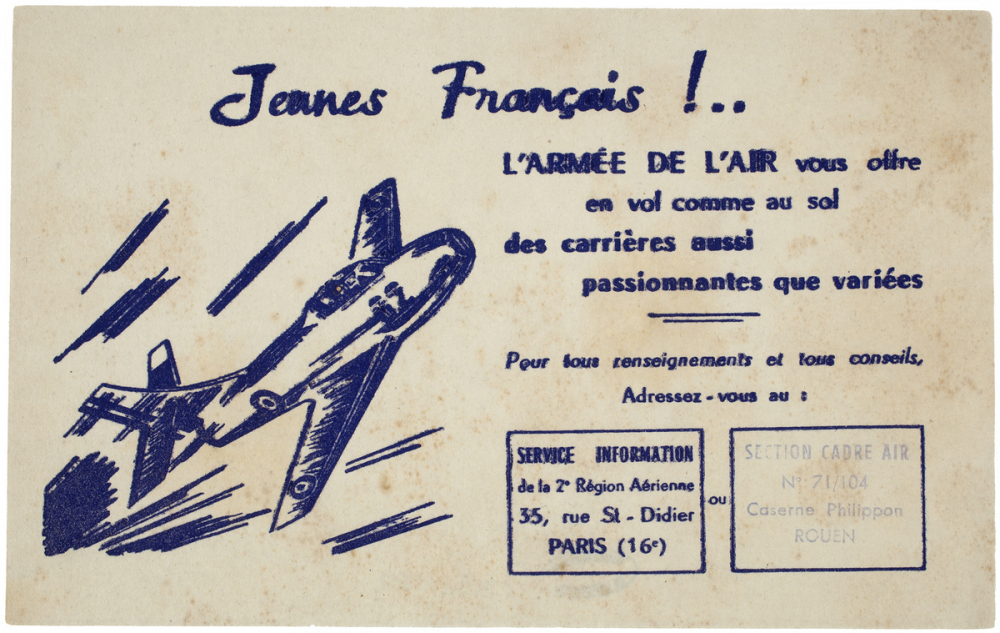 Jeunes Français !..
L'ARMÉE DE L'AIR vous offre
en vol comme au sol
des carrières aussi
passionnantes que variées
Pour tous renseignements et tous conseils,
Adressez-vous au :
SERVICE INFORMATION
de la 2e Région Aérienne
35, rue St-Didier
PARIS (16e)
ou
SECTION CADRE AIR
N° 71/104
Caserne Philippon
ROUEN